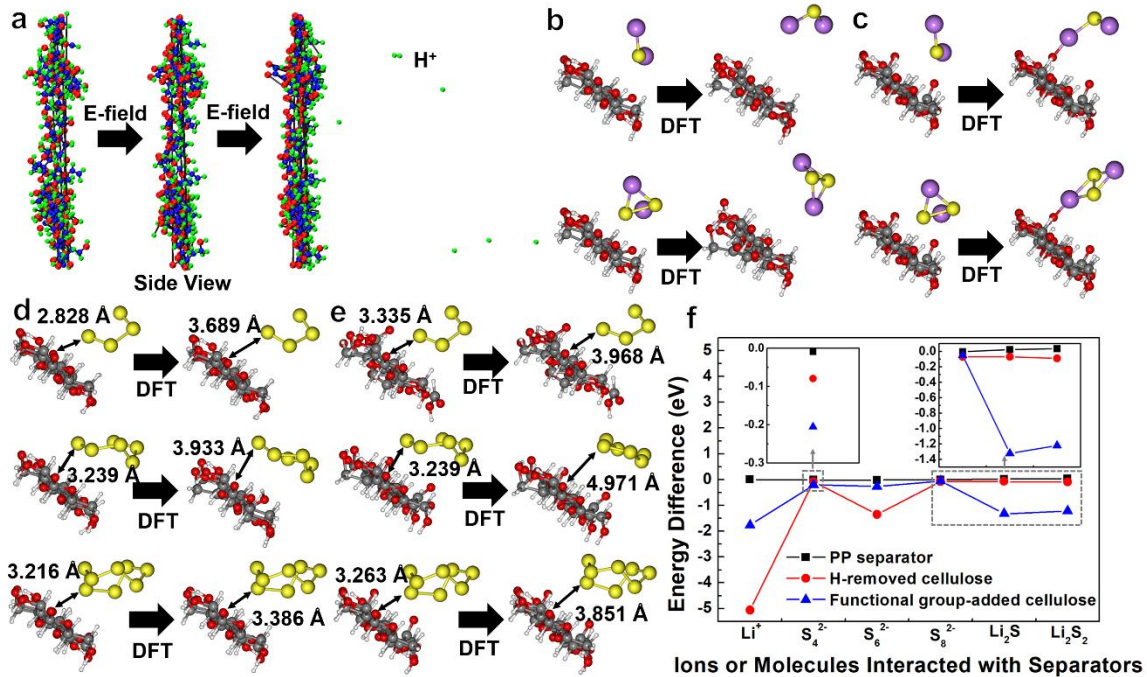 a
E-field
E-field
H⁺
Side View
b
DFT
DFT
c
DFT
DFT
d
2.828 Å
3.689 Å
DFT
3.239 Å
3.933 Å
DFT
3.216 Å
3.386 Å
DFT
e
3.335 Å
3.968 Å
DFT
3.239 Å
4.971 Å
DFT
3.263 Å
3.851 Å
DFT
f
Energy Difference (eV)
5
4
3
2
1
0
-1
-2
-3
-4
-5
0.0
-0.1
-0.2
-0.3
0.0
-0.2
-0.4
-0.6
-0.8
-1.0
-1.2
-1.4
PP separator
H-removed cellulose
Functional group-added cellulose
Li⁺ S₄²⁻ S₆²⁻ S₈²⁻ Li₂S Li₂S₂
Ions or Molecules Interacted with Separators